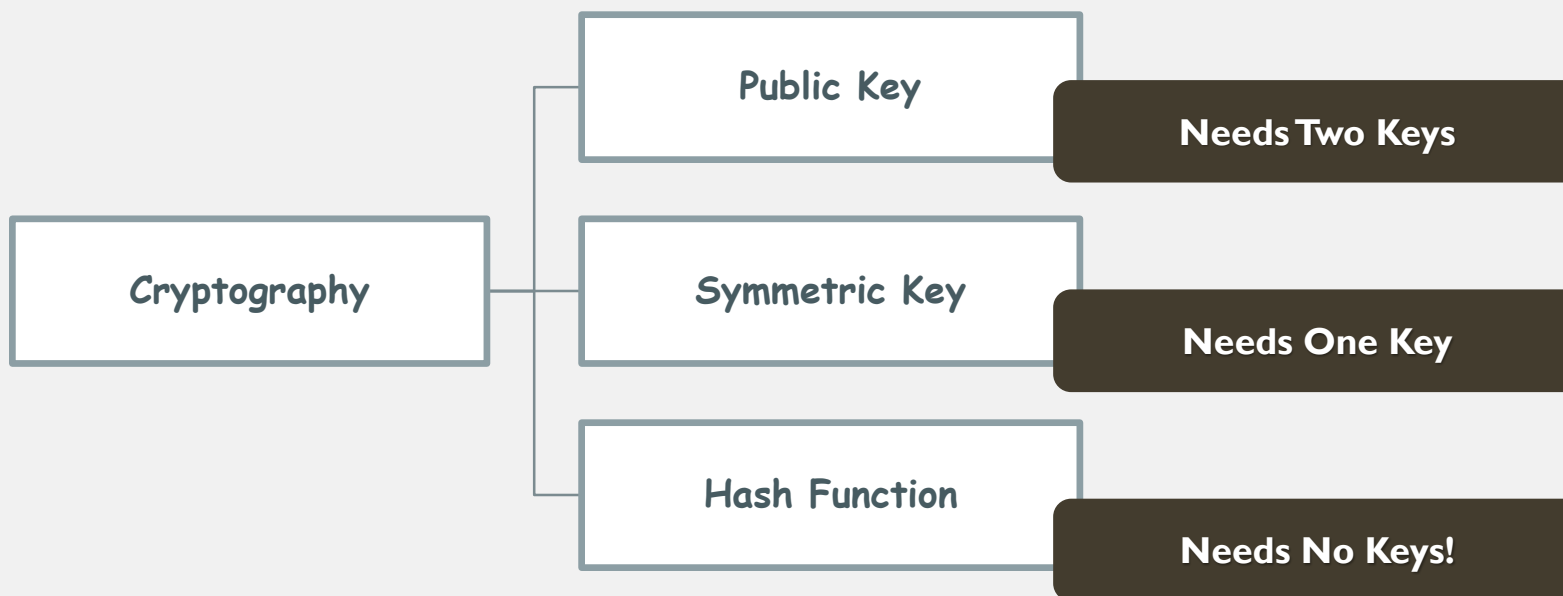 Public Key
Needs Two Keys
Cryptography
Symmetric Key
Needs One Key
Hash Function
Needs No Keys!